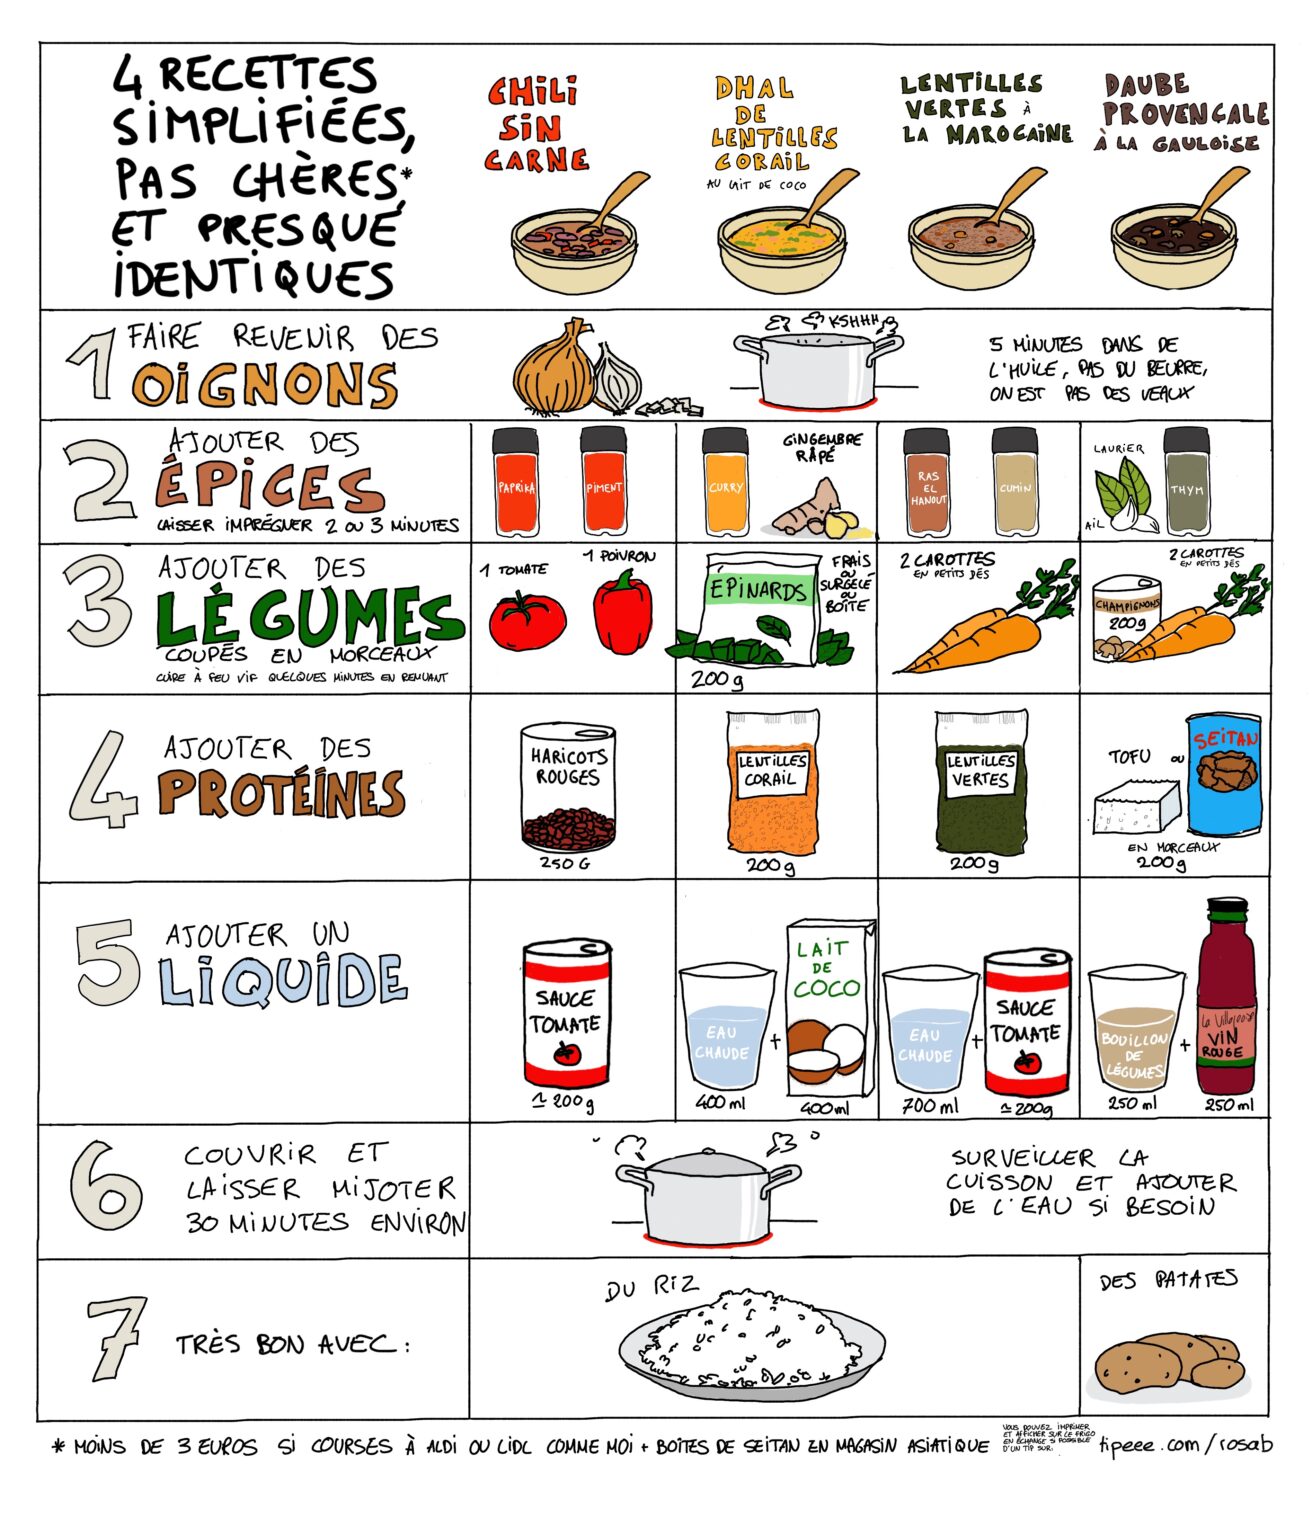 4 RECETTES
SIMPLIFIÉES,
PAS CHÈRES,*
ET PRESQUE
IDENTIQUES
CHILI
SIN
CARNE
DHAL
DE
LENTILLES
CORAIL
AU LAIT DE COCO
LENTILLES
VERTES À
LA MAROCAINE
DAUBE
PROVENCALE
À LA GAULOISE
1 FAIRE REVENIR DES
OIGNONS
KSHHH
5 MINUTES DANS DE
L'HUILE, PAS DU BEURRE,
ON EST PAS DES VEAUX
2 AJOUTER DES
ÉPICES
LAISSER IMPRÉGNER 2 OU 3 MINUTES
PAPRIKA
PIMENT
CURRY
GINGEMBRE
RÂPÉ
RAS
EL
HANOUT
CUMIN
LAURIER
AIL
THYM
3 AJOUTER DES
LÉGUMES
COUPÉS EN MORCEAUX
CUIRE À FEU VIF QUELQUES MINUTES EN REMUANT
1 TOMATE
1 POIVRON
EPINARDS
FRAIS
OU
SURGELÉ
OU
BOÎTE
200 g
2 CAROTTES
EN PETITS DÉS
CHAMPIGNONS
200g
2 CAROTTES
EN PETITS DÉS
4 AJOUTER DES
PROTÉÏNES
HARICOTS
ROUGES
250 G
LENTILLES
CORAIL
200g
LENTILLES
VERTES
200g
TOFU OU
SEITAN
EN MORCEAUX
200g
5 AJOUTER UN
LIQUIDE
SAUCE
TOMATE
≃ 200g
EAU
CHAUDE
400 ml
+
LAIT
DE
COCO
400ml
EAU
CHAUDE
700 ml
+
SAUCE
TOMATE
≃ 200g
BOUILLON
DE
LÉGUMES
250 ml
+
La Villageoise
VIN
ROUGE
250 ml
6 COUVRIR ET
LAISSER MIJOTER
30 MINUTES ENVIRON
SURVEILLER LA
CUISSON ET AJOUTER
DE L'EAU SI BESOIN
7 TRÈS BON AVEC :
DU RIZ
DES PATATES
* MOINS DE 3 EUROS SI COURSES À ALDI OU LIDL COMME MOI + BOÎTES DE SEITAN EN MAGASIN ASIATIQUE
VOUS POUVEZ IMPRIMER
ET AFFICHER SUR LE FRIGO
EN ÉCHANGE SI POSSIBLE
D'UN TIP SUR:
tipeee.com/rosab